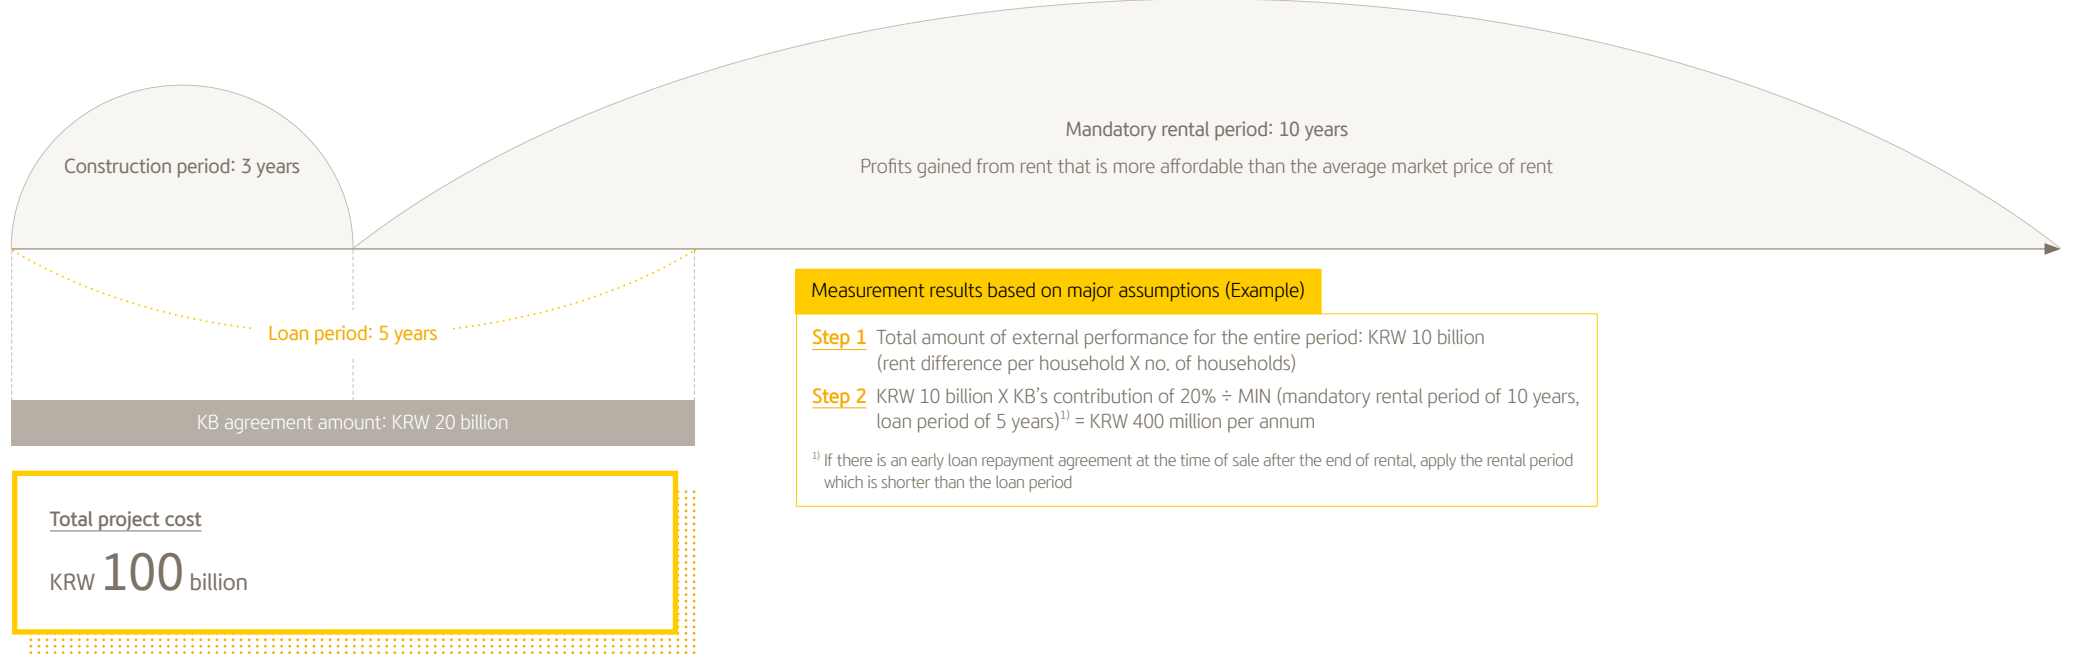 Mandatory rental period: 10 years
Profits gained from rent that is more affordable than the average market price of rent
Construction period: 3 years
Loan period: 5 years
KB agreement amount: KRW 20 billion
Total project cost
KRW 100 billion
Measurement results based on major assumptions (Example)
Step 1 Total amount of external performance for the entire period: KRW 10 billion
(rent difference per household X no. of households)
Step 2 KRW 10 billion X KB's contribution of 20% ÷ MIN (mandatory rental period of 10 years,
loan period of 5 years)1) = KRW 400 million per annum
1) If there is an early loan repayment agreement at the time of sale after the end of rental, apply the rental period
which is shorter than the loan period